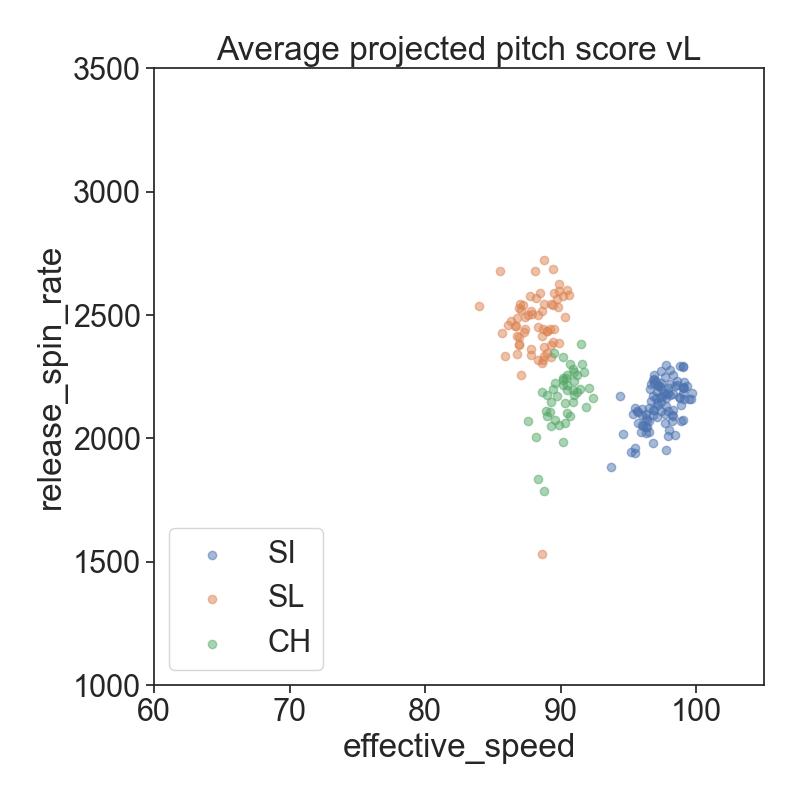 Average projected pitch score vL
3500
3000
2500
2000
1500
1000
release_spin_rate
SI
SL
CH
60
70
80
90
100
effective_speed